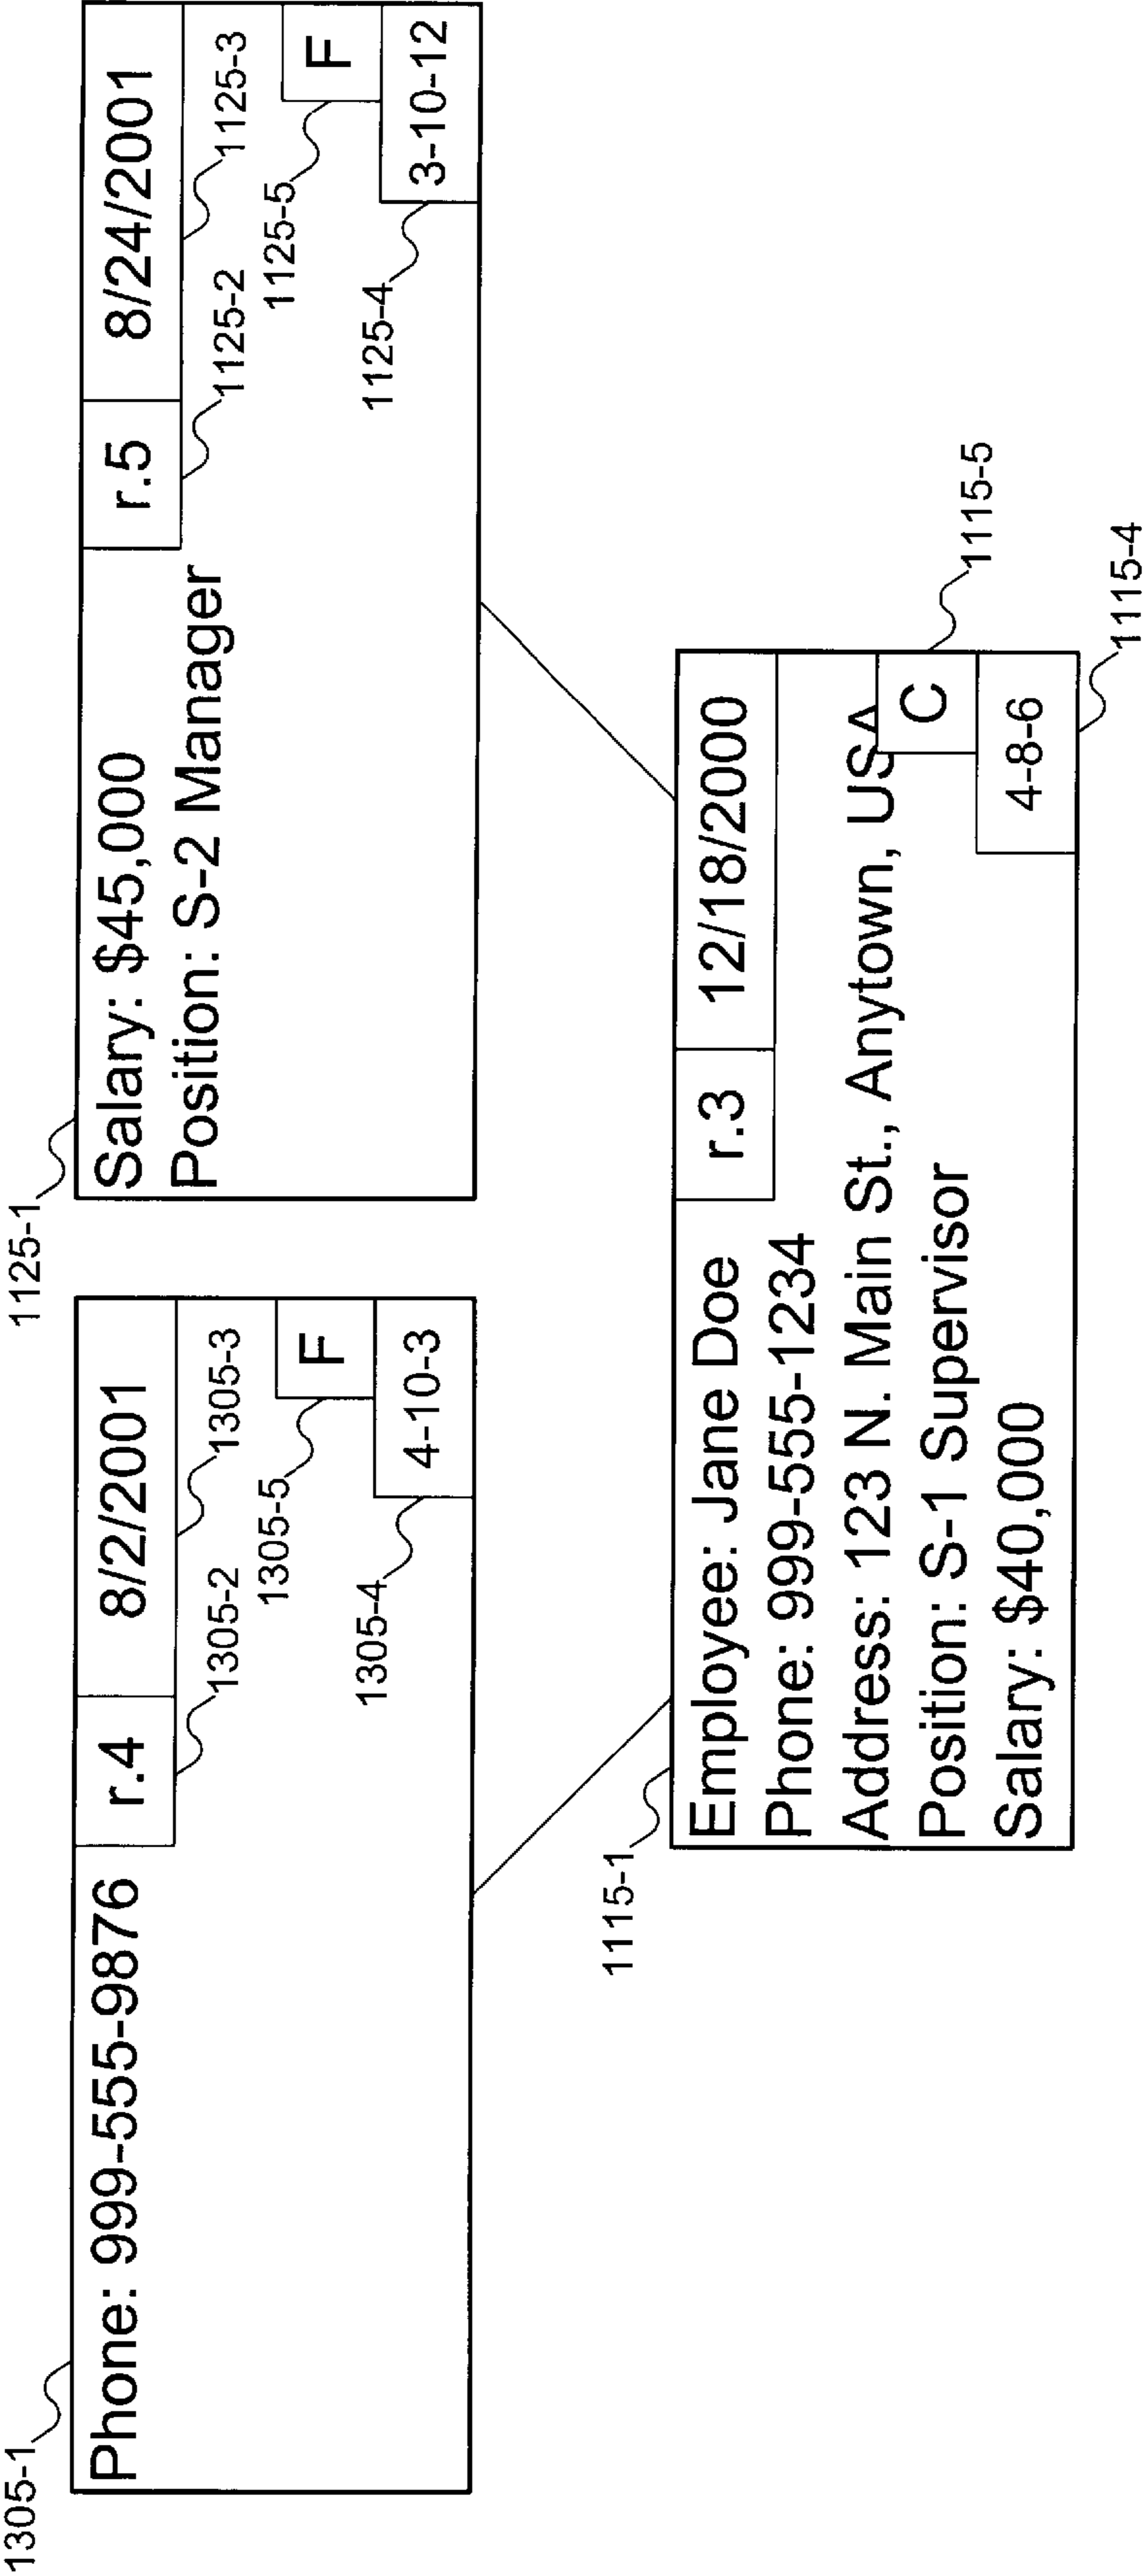 1305-1
Phone: 999-555-9876
r.4
8/2/2001
1305-2
1305-3
1305-5
F
1305-4
4-10-3
1125-1
Salary: $45,000
r.5
8/24/2001
Position: S-2 Manager
1125-2
1125-3
1125-5
F
1125-4
3-10-12
1115-1
Employee: Jane Doe
r.3
12/18/2000
Phone: 999-555-1234
Address: 123 N. Main St., Anytown, USA
Position: S-1 Supervisor
C
1115-5
Salary: $40,000
4-8-6
1115-4